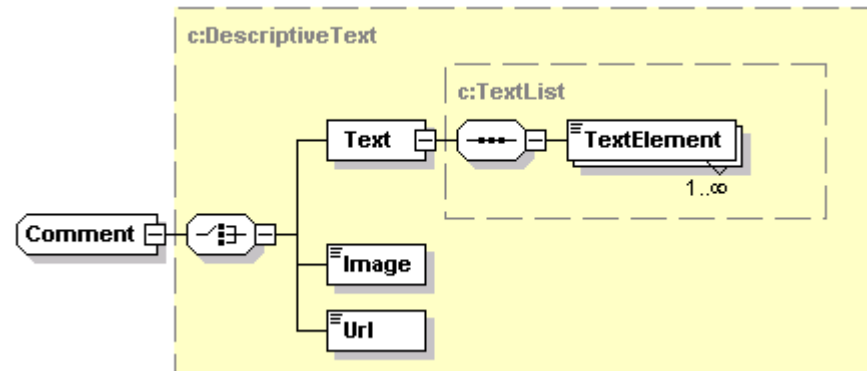 c:DescriptiveText
c:TextList
Text
TextElement
1..∞
Comment
Image
Url